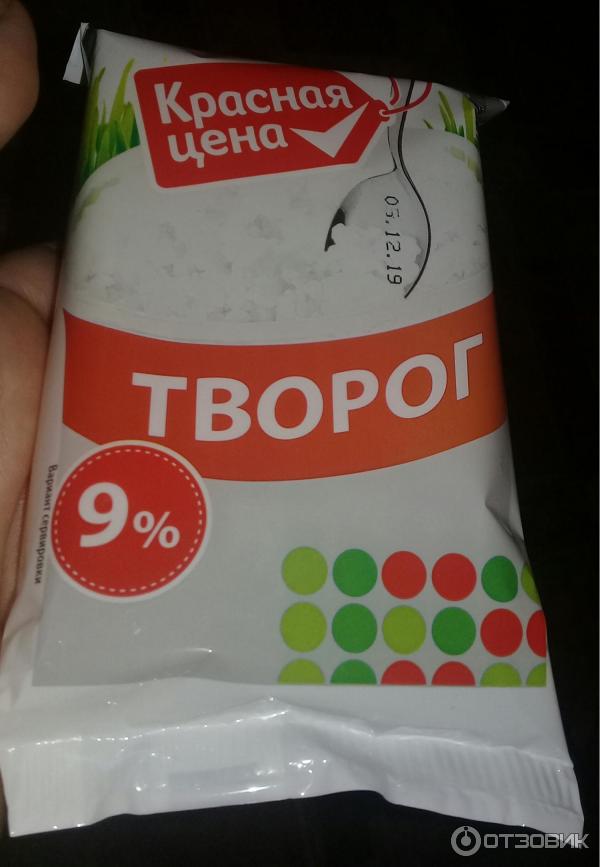 Красная
цена
05.12.19
ТВОРОГ
9%
Вариант сервировки
ОТЗОВИК